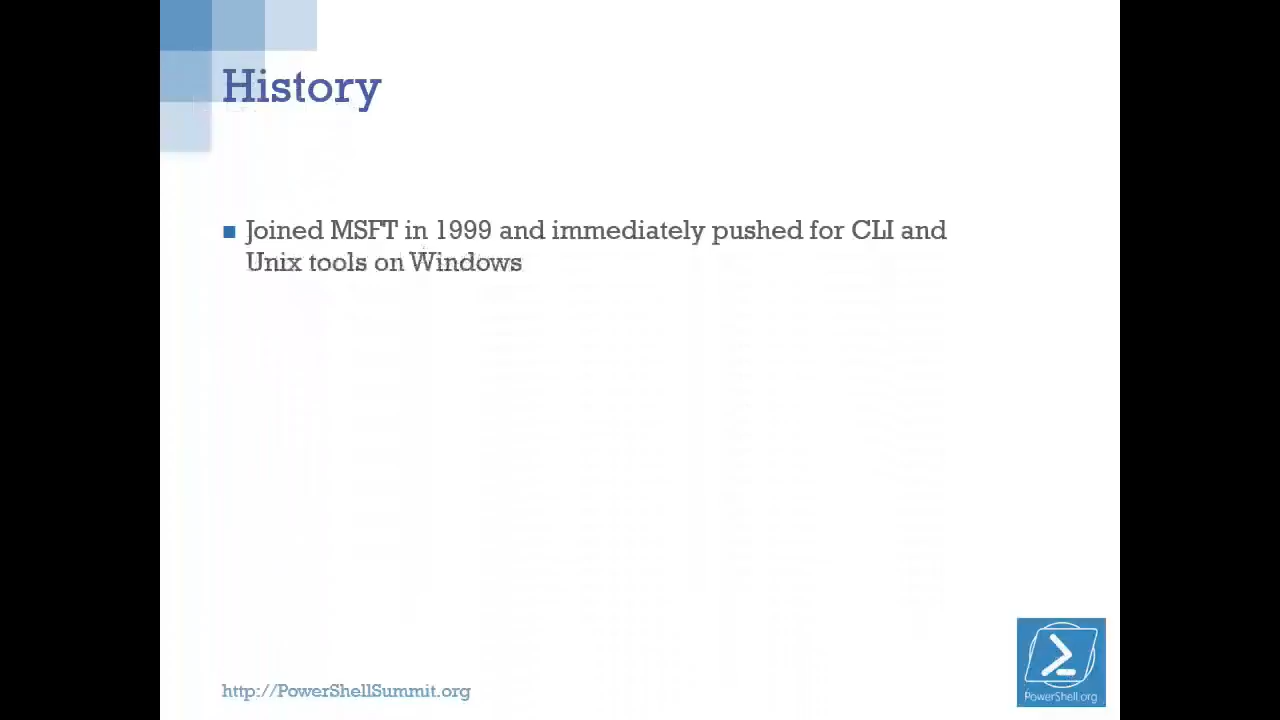 History
Joined MSFT in 1999 and immediately pushed for CLI and
Unix tools on Windows
http://PowerShellSummit.org
PowerShell.org